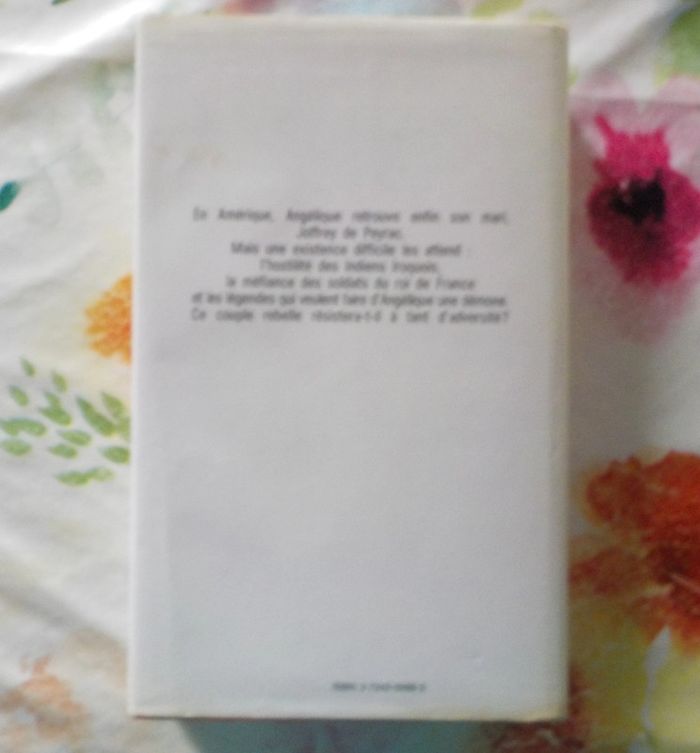 En Amérique, Angélique retrouve enfin son mari,
Joffrey de Peyrac.
Mais une existence difficile les attend :
l'hostilité des Indiens Iroquois,
la méfiance des soldats du roi de France
et les légendes qui veulent faire d'Angélique une démone.
Ce couple rebelle résistera-t-il à tant d'adversité?
ISBN